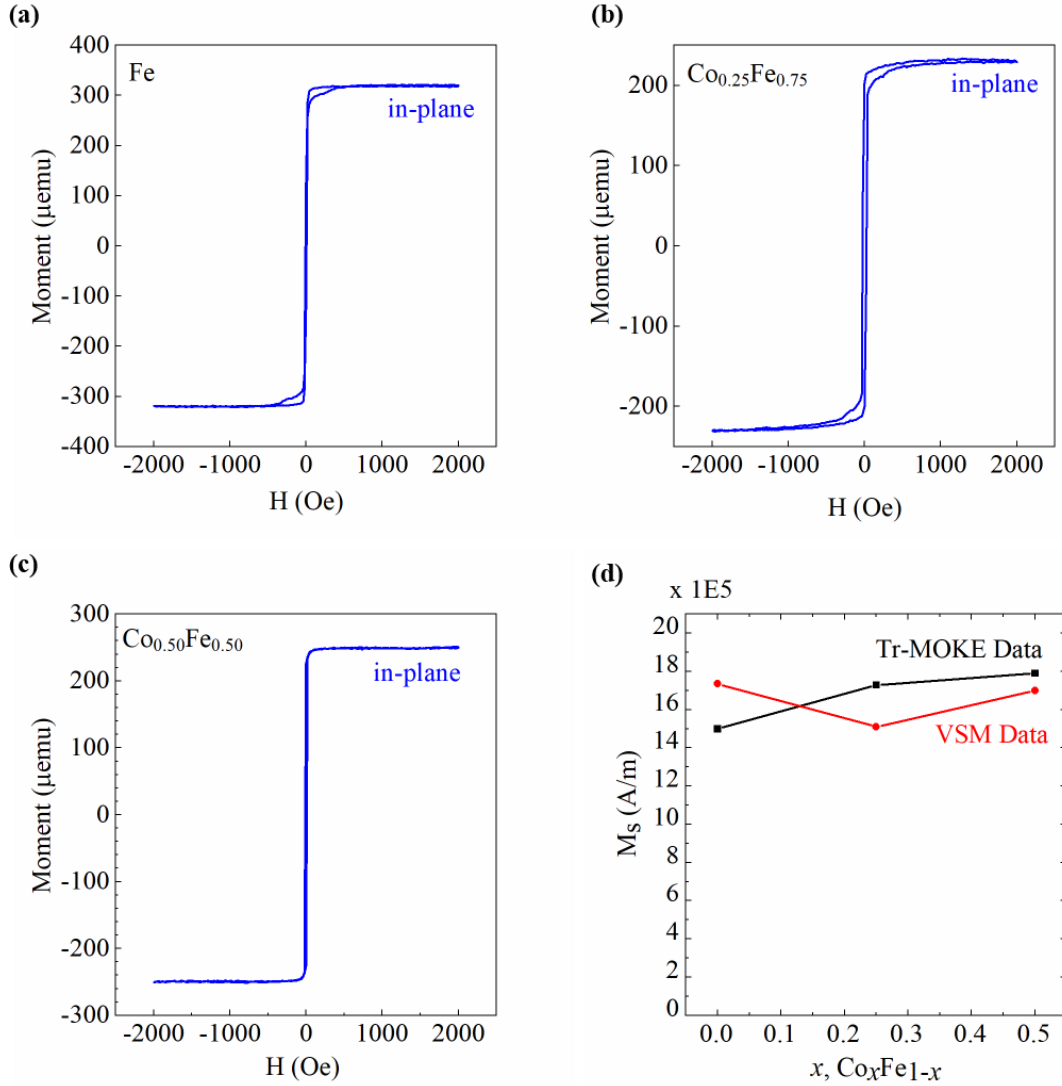 (a)
400
300
200
100
0
-100
-200
-300
-400
Fe
in-plane
Moment (µemu)
-2000 -1000 0 1000 2000
H (Oe)
(b)
200
100
0
-100
-200
Co0.25Fe0.75
in-plane
Moment (µemu)
-2000 -1000 0 1000 2000
H (Oe)
(c)
300
200
100
0
-100
-200
-300
Co0.50Fe0.50
in-plane
Moment (µemu)
-2000 -1000 0 1000 2000
H (Oe)
(d)
x 1E5
20
18
16
14
12
10
8
6
4
2
0
Tr-MOKE Data
VSM Data
Ms (A/m)
0.0 0.1 0.2 0.3 0.4 0.5
x, CoxFe1-x